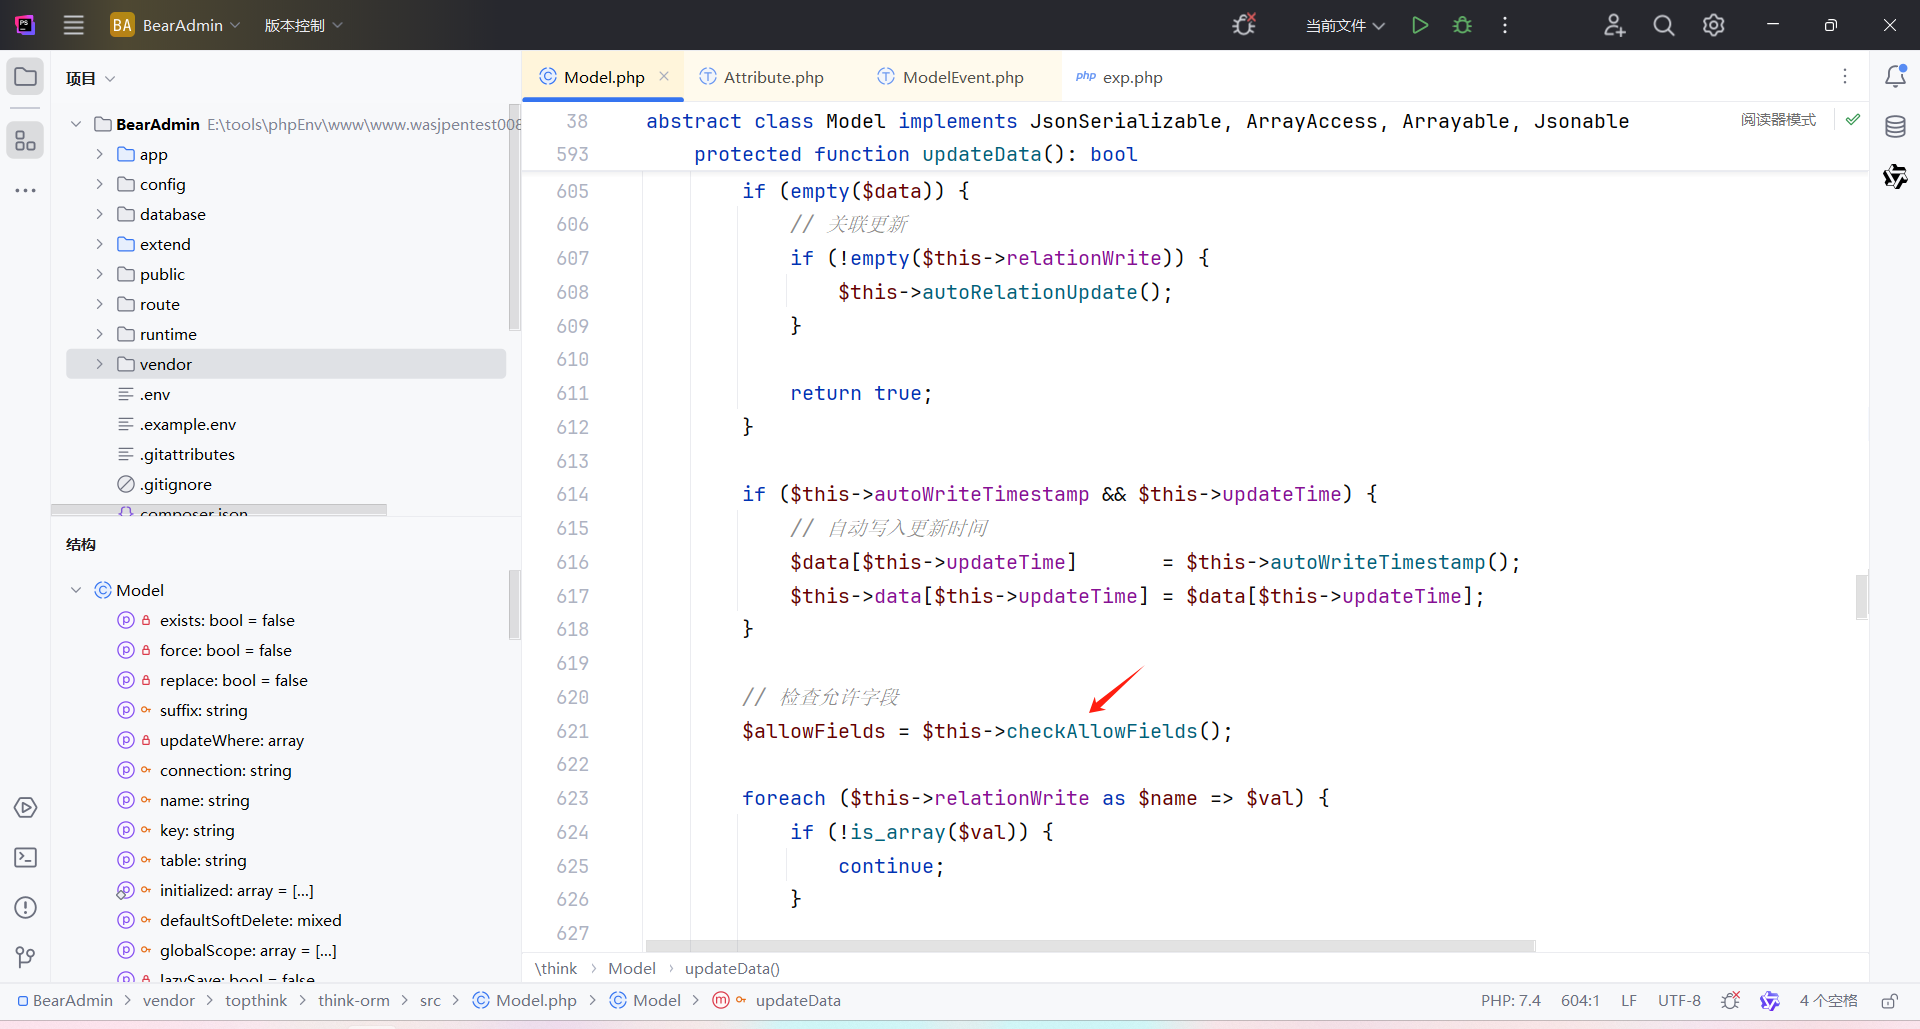 PS
BA BearAdmin 版本控制 当前文件
项目
BearAdmin E:\tools\phpEnv\www\www.wasjpentest008
app
config
database
extend
public
route
runtime
vendor
.env
.example.env
.gitattributes
.gitignore
composer.json
结构
Model
exists: bool = false
force: bool = false
replace: bool = false
suffix: string
updateWhere: array
connection: string
name: string
key: string
table: string
initialized: array = [...]
defaultSoftDelete: mixed
globalScope: array = [...]
lazySave: bool = false
Model.php Attribute.php ModelEvent.php php exp.php
阅读器模式
38 abstract class Model implements JsonSerializable, ArrayAccess, Arrayable, Jsonable
593 protected function updateData(): bool
605 if (empty($data)) {
606 // 关联更新
607 if (!empty($this->relationWrite)) {
608 $this->autoRelationUpdate();
609 }
610
611 return true;
612 }
613
614 if ($this->autoWriteTimestamp && $this->updateTime) {
615 // 自动写入更新时间
616 $data[$this->updateTime] = $this->autoWriteTimestamp();
617 $this->data[$this->updateTime] = $data[$this->updateTime];
618 }
619
620 // 检查允许字段
621 $allowFields = $this->checkAllowFields();
622
623 foreach ($this->relationWrite as $name => $val) {
624 if (!is_array($val)) {
625 continue;
626 }
627
\think > Model > updateData()
BearAdmin > vendor > topthink > think-orm > src > Model.php > Model > updateData
PHP: 7.4 604:1 LF UTF-8 4 个空格